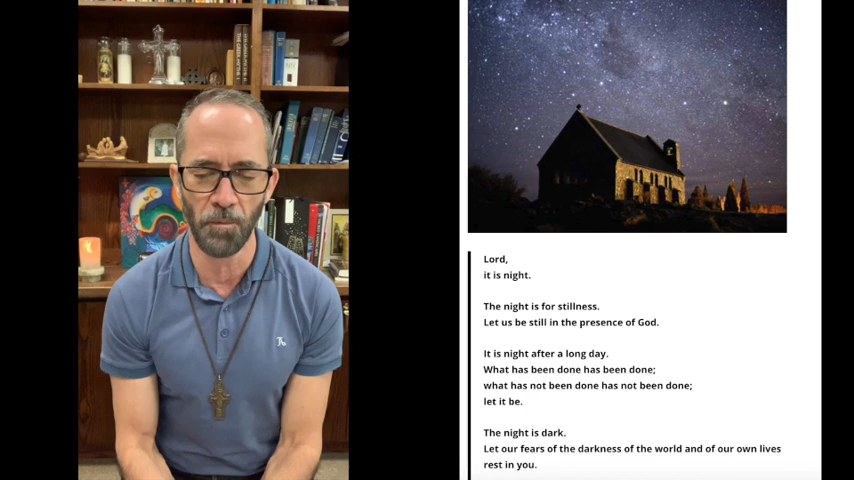 Lord,
it is night.
The night is for stillness.
Let us be still in the presence of God.
It is night after a long day.
What has been done has been done;
what has not been done has not been done;
let it be.
The night is dark.
Let our fears of the darkness of the world and of our own lives
rest in you.